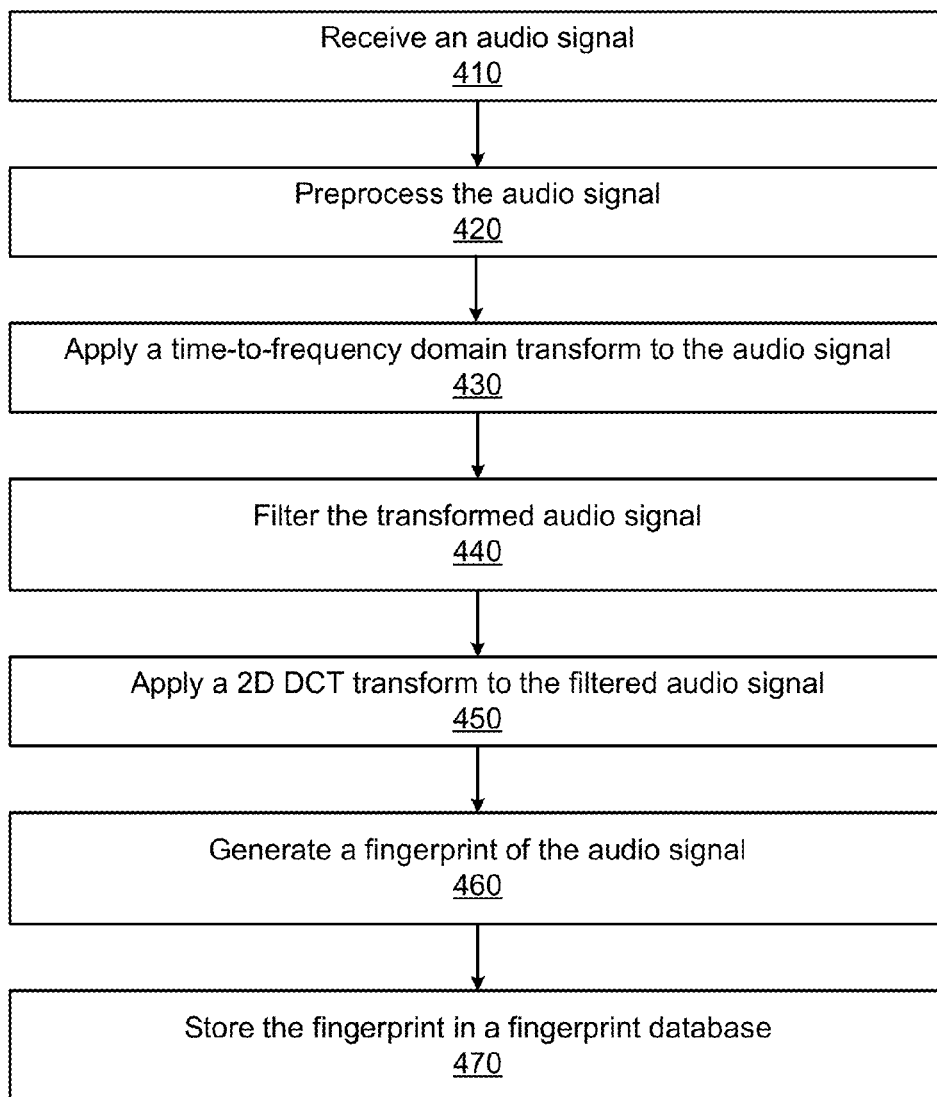 Receive an audio signal
410
Preprocess the audio signal
420
Apply a time-to-frequency domain transform to the audio signal
430
Filter the transformed audio signal
440
Apply a 2D DCT transform to the filtered audio signal
450
Generate a fingerprint of the audio signal
460
Store the fingerprint in a fingerprint database
470